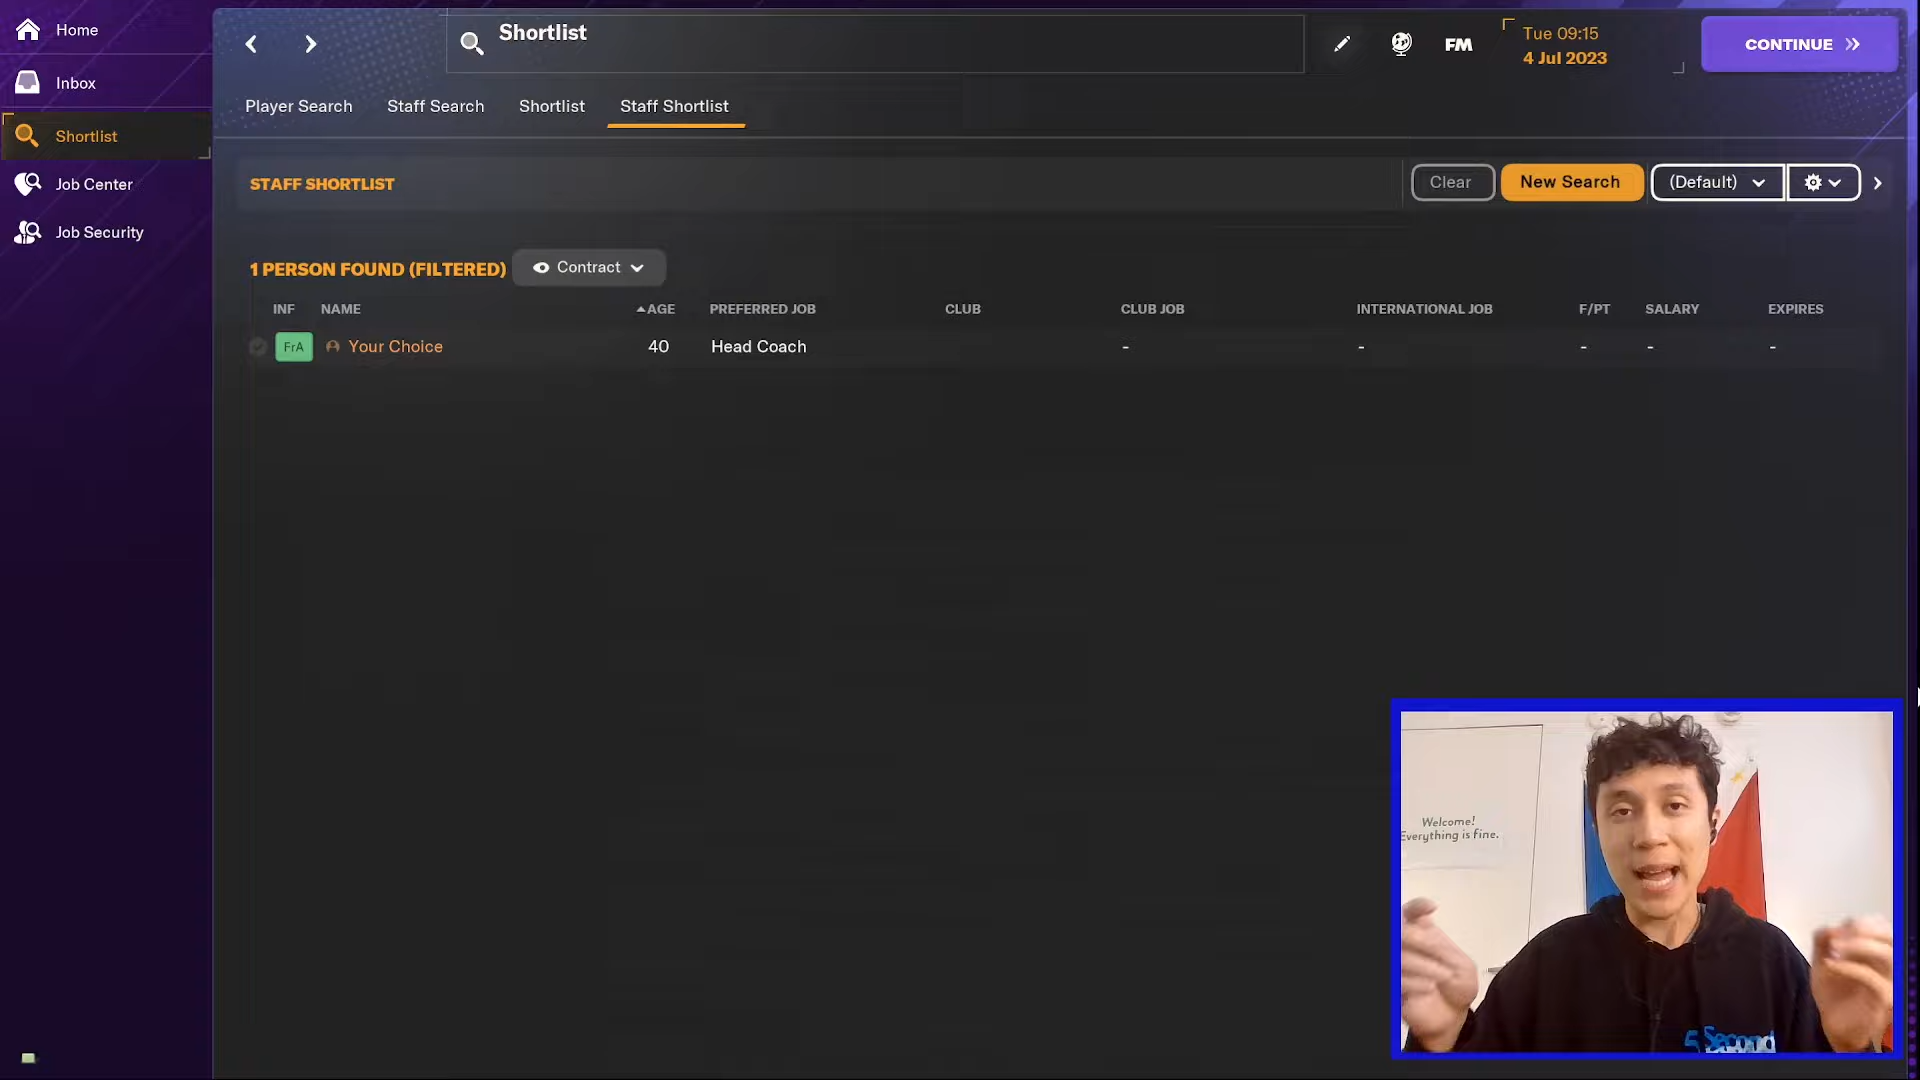 Home
Inbox
Shortlist
Job Center
Job Security
Shortlist
FM
Tue 09:15
4 Jul 2023
CONTINUE
Player Search
Staff Search
Shortlist
Staff Shortlist
STAFF SHORTLIST
Clear
New Search
(Default)
1 PERSON FOUND (FILTERED)
Contract
INF NAME AGE PREFERRED JOB CLUB CLUB JOB INTERNATIONAL JOB F/PT SALARY EXPIRES
FrA Your Choice 40 Head Coach - - - - -
Welcome!
Everything is fine.
5 Second